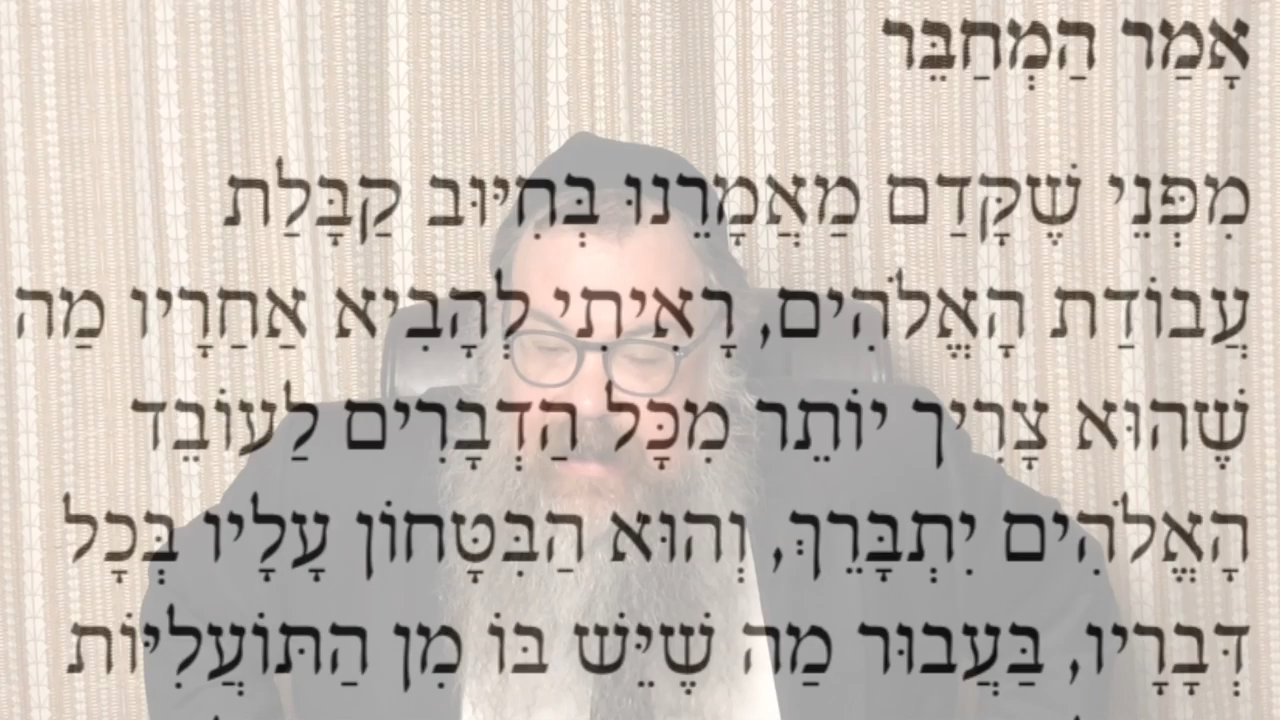 אָמַר הַמְחַבֵּר
מִפְּנֵי שֶׁקָּדַם מַאֲמָרֵנוּ בְּחִיּוּב קַבָּלַת
עֲבוֹדַת הָאֱלֹהִים, רָאִיתִי לְהָבִיא אַחֲרָיו מַה
שֶּׁהוּא צָרִיךְ יוֹתֵר מִכָּל הַדְּבָרִים לַעוֹבֵד
הָאֱלֹהִים יִתְבָּרֵךְ, וְהוּא הַבִּטָּחוֹן עָלָיו בְּכָל
דְּבָרָיו, בַּעֲבוּר מַה שֶּׁיֵּשׁ בּוֹ מִן הַתּוֹעֲלִיּוֹת